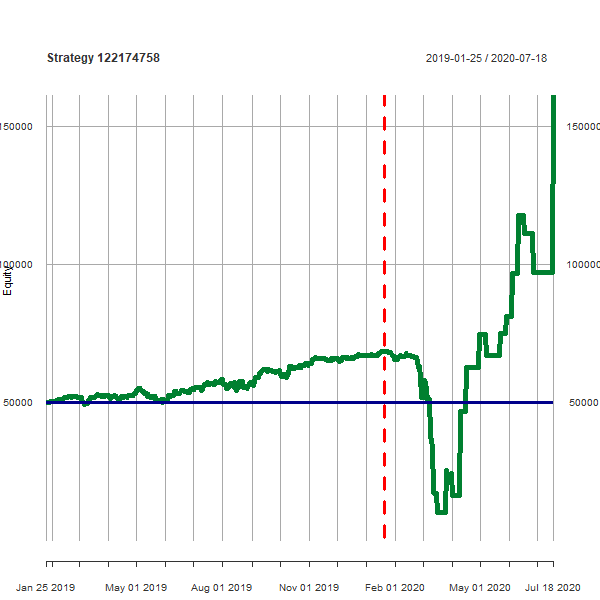 Strategy 122174758
2019-01-25 / 2020-07-18
150000 150000
100000 100000
Equity
50000 50000
Jan 25 2019 May 01 2019 Aug 01 2019 Nov 01 2019 Feb 01 2020 May 01 2020 Jul 18 2020